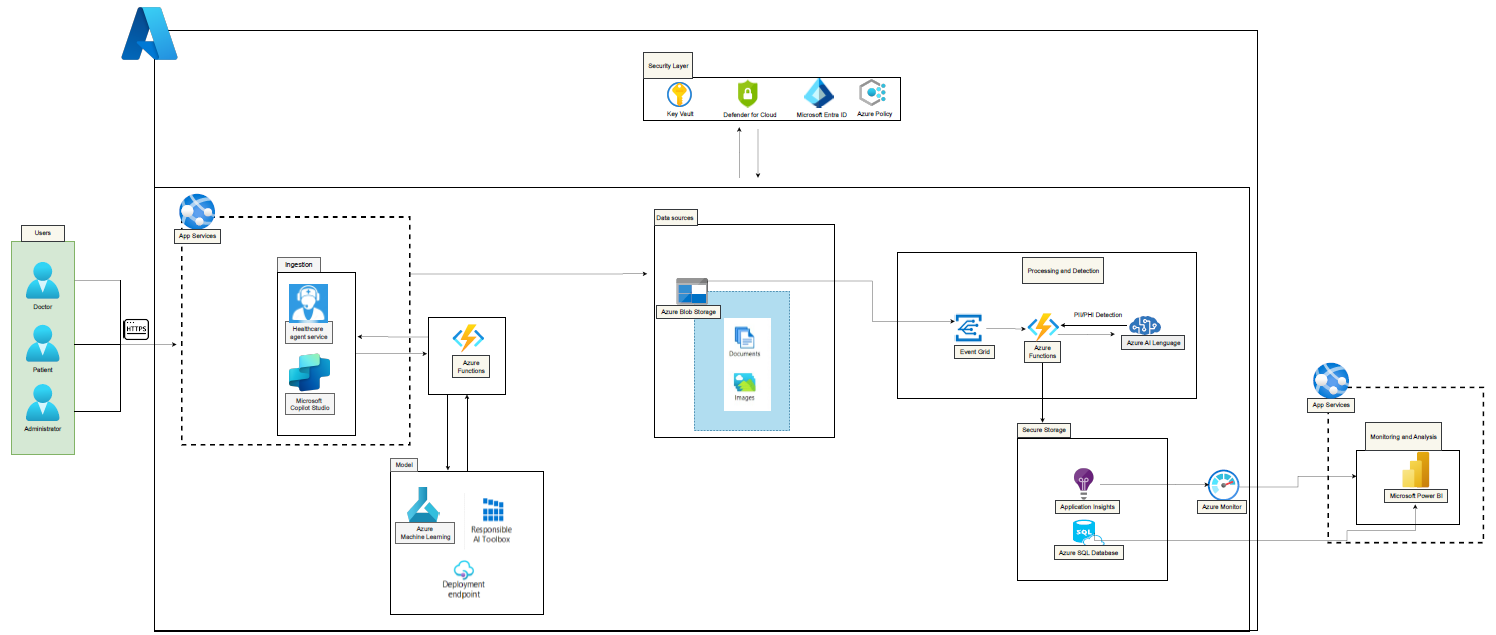 Security Layer
Key Vault
Defender for Cloud
Microsoft Entra ID
Azure Policy
Users
Doctor
Patient
Administrator
HTTPS
App Services
Ingestion
Healthcare
agent service
Microsoft
Copilot Studio
Azure
Functions
Model
Azure
Machine Learning
Responsible
AI Toolbox
Deployment
endpoint
Data sources
Azure Blob Storage
Documents
Images
Processing and Detection
Event Grid
Azure
Functions
PII/PHI Detection
Azure AI Language
Secure Storage
Application Insights
SQL
Azure SQL Database
Azure Monitor
App Services
Monitoring and Analysis
Microsoft Power BI